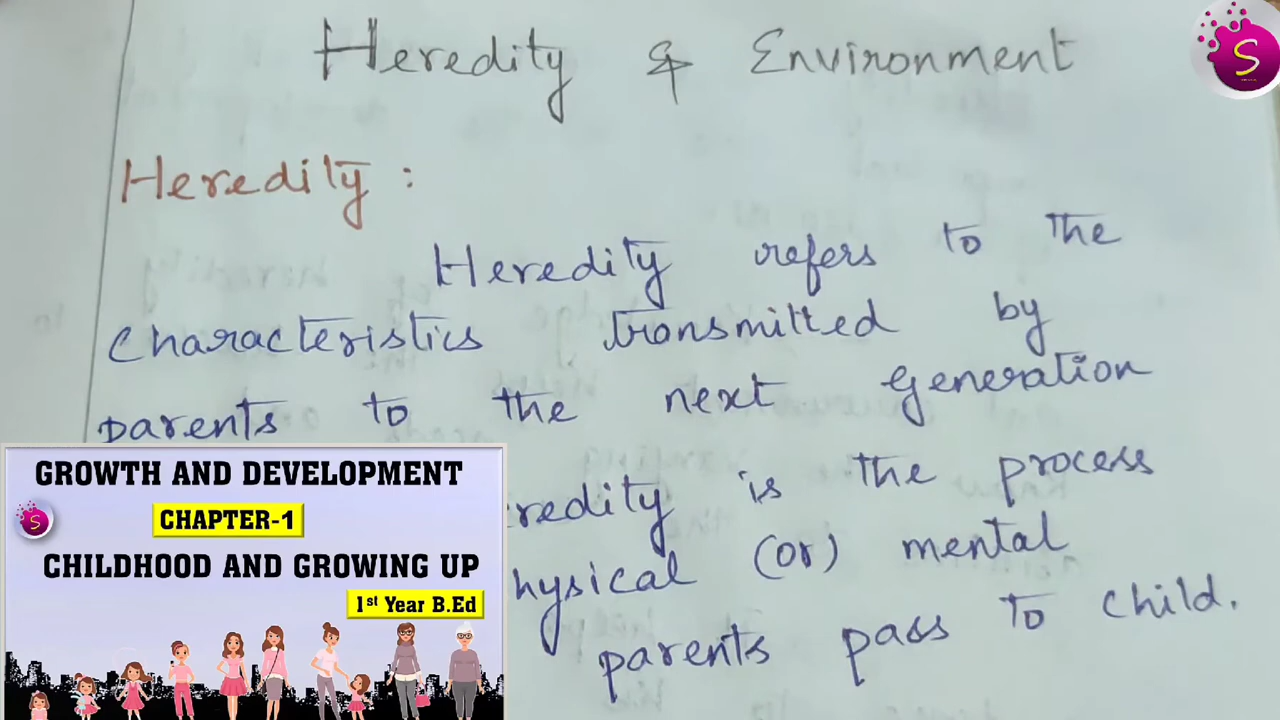 Heredity & Environment
Heredity :
Heredity refers to the
characteristics transmitted by
parents to the next generation
redity is the process
hysical (or) mental
parents pass to child.
GROWTH AND DEVELOPMENT
CHAPTER-1
CHILDHOOD AND GROWING UP
1st Year B.Ed
S
S